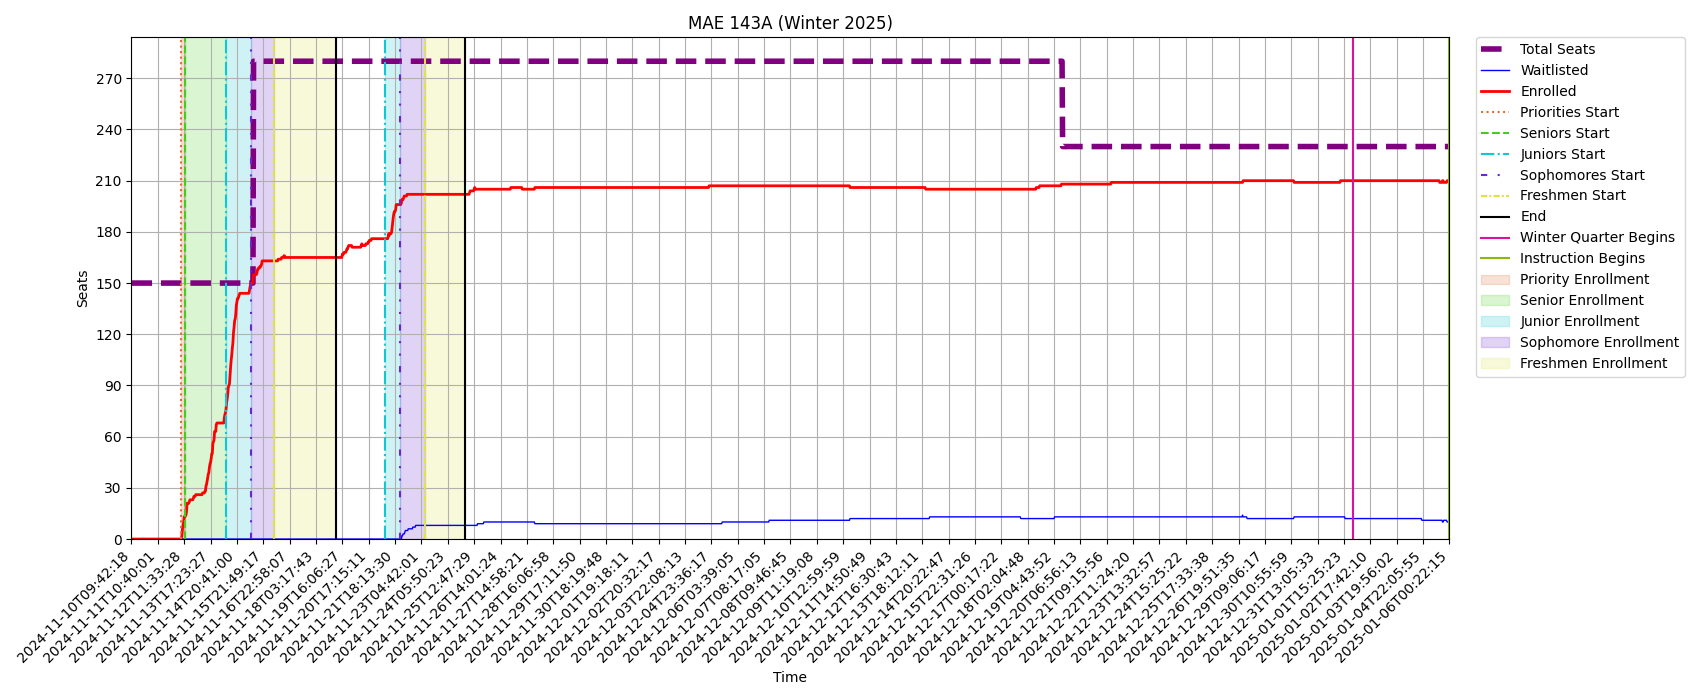 MAE 143A (Winter 2025)
Seats
270
240
210
180
150
120
90
60
30
0
2024-11-10T09:42:18
2024-11-11T10:40:01
2024-11-12T11:33:28
2024-11-13T17:23:27
2024-11-14T20:41:00
2024-11-15T21:49:17
2024-11-16T22:58:07
2024-11-18T03:17:43
2024-11-19T16:06:27
2024-11-20T17:15:11
2024-11-21T18:13:30
2024-11-23T04:42:01
2024-11-24T05:50:23
2024-11-25T12:47:29
2024-11-26T14:01:24
2024-11-27T14:58:21
2024-11-28T16:06:58
2024-11-29T17:11:50
2024-11-30T18:19:48
2024-12-01T19:18:11
2024-12-02T20:32:17
2024-12-03T22:08:13
2024-12-04T23:36:17
2024-12-06T03:39:05
2024-12-07T08:17:05
2024-12-08T09:46:45
2024-12-09T11:19:08
2024-12-10T12:59:59
2024-12-11T14:50:49
2024-12-12T16:30:43
2024-12-13T18:12:11
2024-12-14T20:22:47
2024-12-15T22:31:26
2024-12-17T00:17:22
2024-12-18T02:04:48
2024-12-19T04:43:52
2024-12-20T06:56:13
2024-12-21T09:15:56
2024-12-22T11:24:20
2024-12-23T13:32:57
2024-12-24T15:25:22
2024-12-25T17:33:38
2024-12-26T19:51:35
2024-12-29T09:06:17
2024-12-30T10:55:59
2024-12-31T13:05:33
2025-01-01T15:25:23
2025-01-02T17:42:10
2025-01-03T19:56:02
2025-01-04T22:05:55
2025-01-06T00:22:15
Time
Total Seats
Waitlisted
Enrolled
Priorities Start
Seniors Start
Juniors Start
Sophomores Start
Freshmen Start
End
Winter Quarter Begins
Instruction Begins
Priority Enrollment
Senior Enrollment
Junior Enrollment
Sophomore Enrollment
Freshmen Enrollment